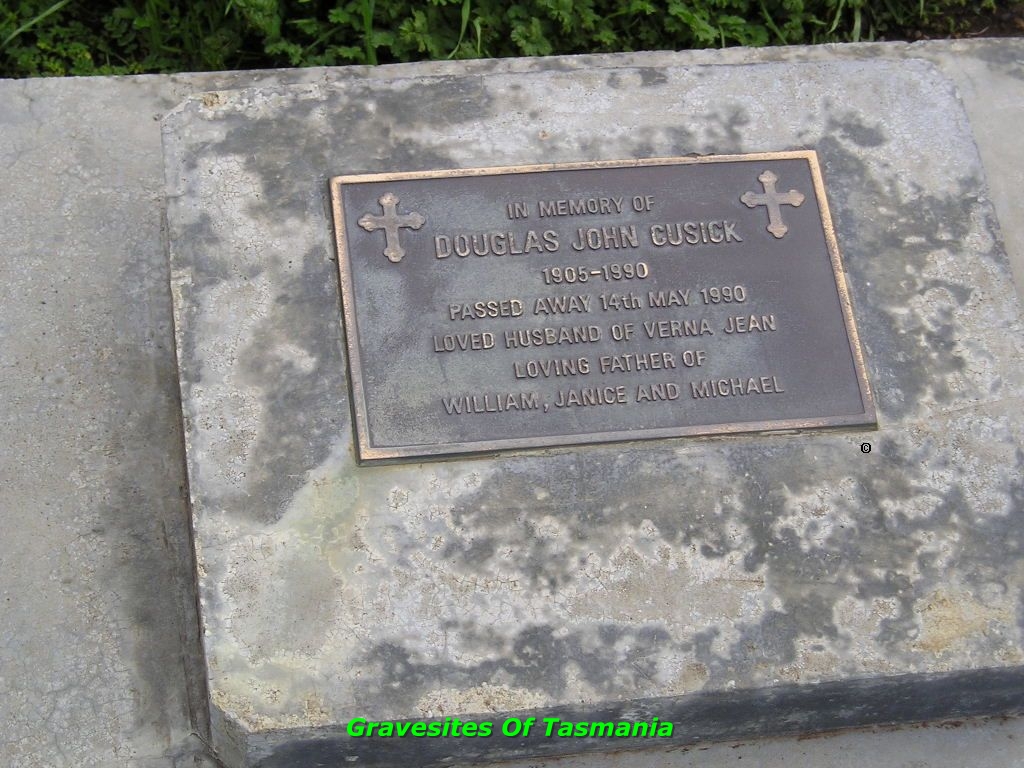 IN MEMORY OF
DOUGLAS JOHN CUSICK
1905-1990
PASSED AWAY 14th MAY 1990
LOVED HUSBAND OF VERNA JEAN
LOVING FATHER OF
WILLIAM, JANICE AND MICHAEL
©
Gravesites Of Tasmania